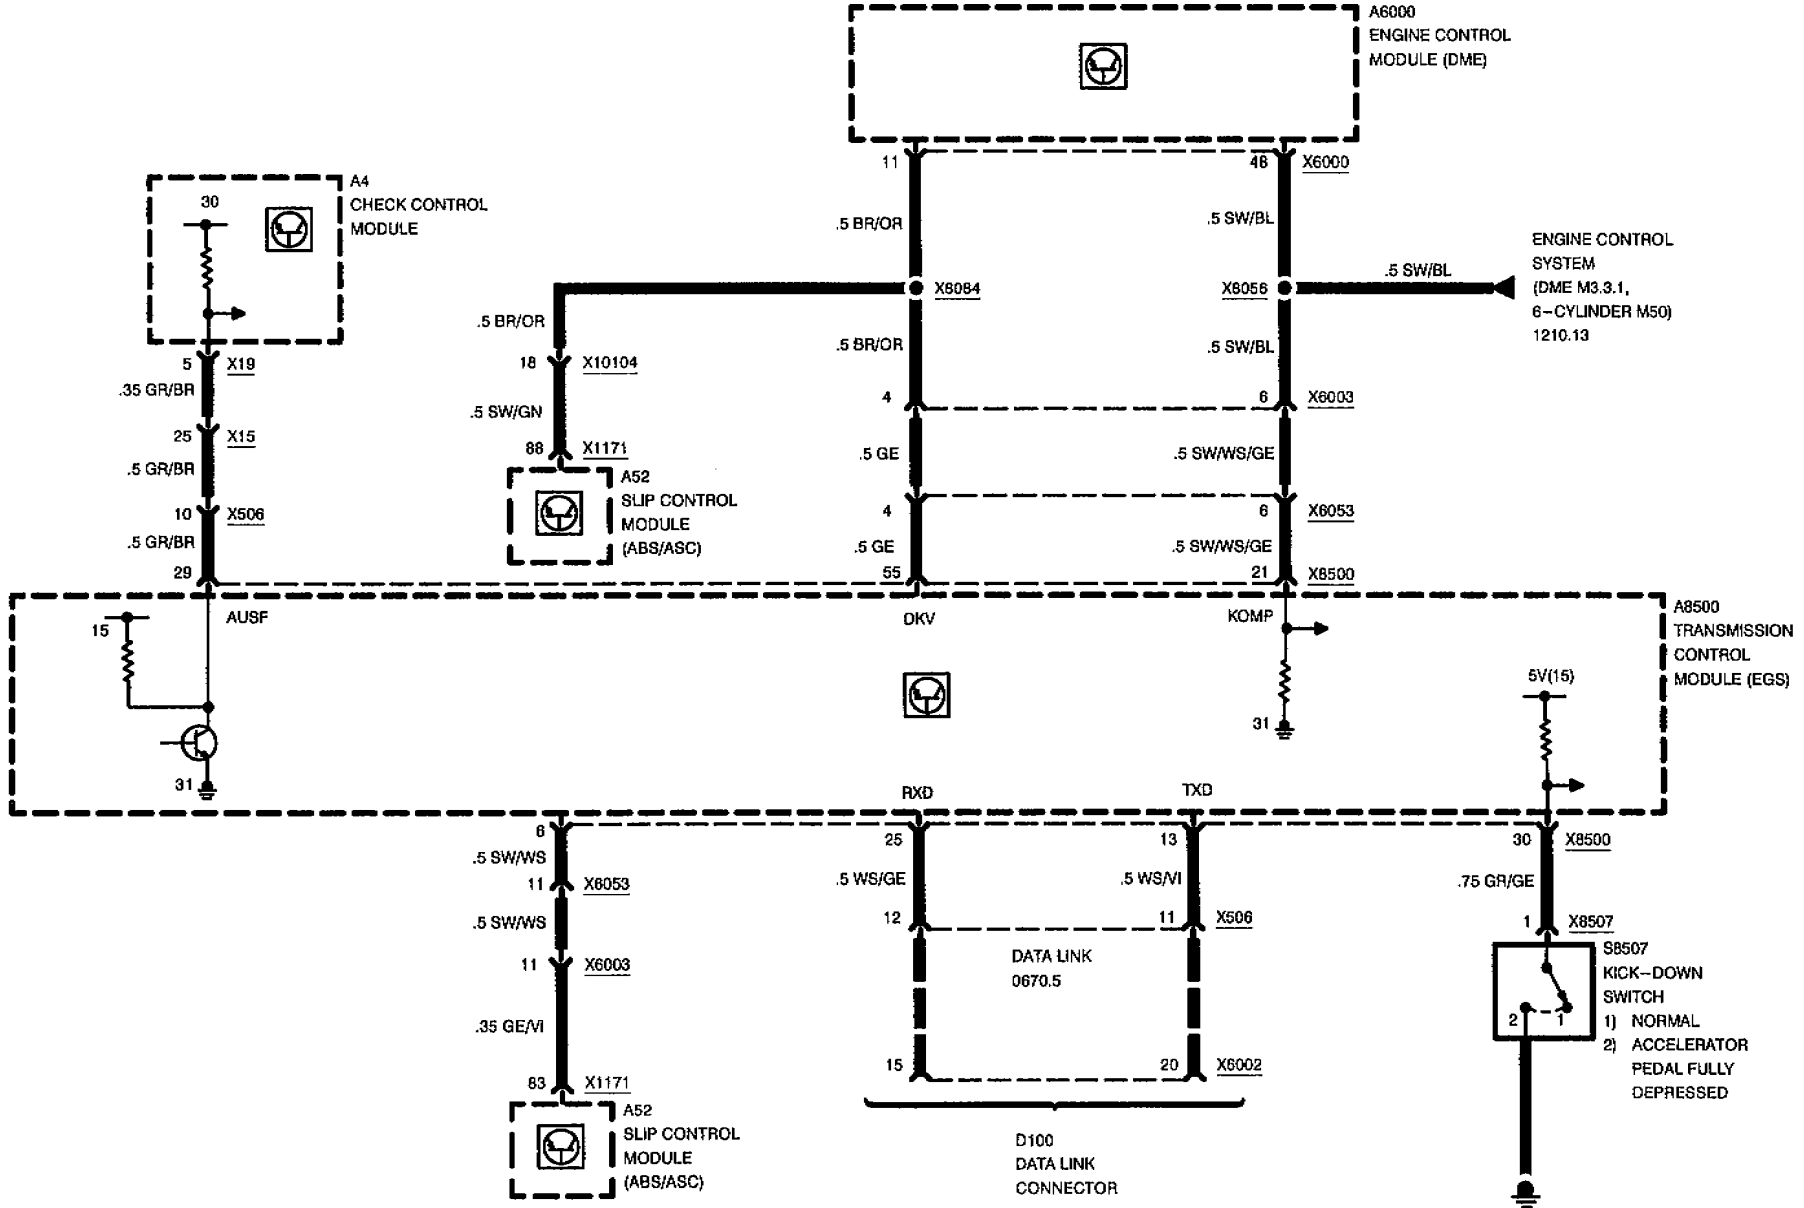 A6000
ENGINE CONTROL
MODULE (DME)
11
48
X6000
A4
CHECK CONTROL
MODULE
30
.5 BR/OR
.5 SW/BL
ENGINE CONTROL
SYSTEM
(DME M3.3.1,
6-CYLINDER M50)
1210.13
.5 SW/BL
X8064
X8056
.5 BR/OR
.5 BR/OR
.5 SW/BL
5
X19
18
X10104
.35 GR/BR
4
6
X6003
.5 SW/GN
25
X15
88
X1171
.5 GE
.5 SW/WS/GE
.5 GR/BR
A52
SLIP CONTROL
MODULE
(ABS/ASC)
10
X506
4
6
X6053
.5 GR/BR
.5 GE
.5 SW/WS/GE
29
55
21
X8500
AUSF
DKV
KOMP
A8500
TRANSMISSION
CONTROL
MODULE (EGS)
15
5V(15)
31
31
RXD
TXD
6
25
13
30
X8500
.5 SW/WS
.5 WS/GE
.5 WS/VI
.75 GR/GE
11
X6053
12
11
X506
1
X8507
.5 SW/WS
DATA LINK
0670.5
S8507
KICK-DOWN
SWITCH
1) NORMAL
2) ACCELERATOR
PEDAL FULLY
DEPRESSED
2
1
11
X6003
.35 GE/VI
15
20
X6002
83
X1171
A52
SLIP CONTROL
MODULE
(ABS/ASC)
D100
DATA LINK
CONNECTOR